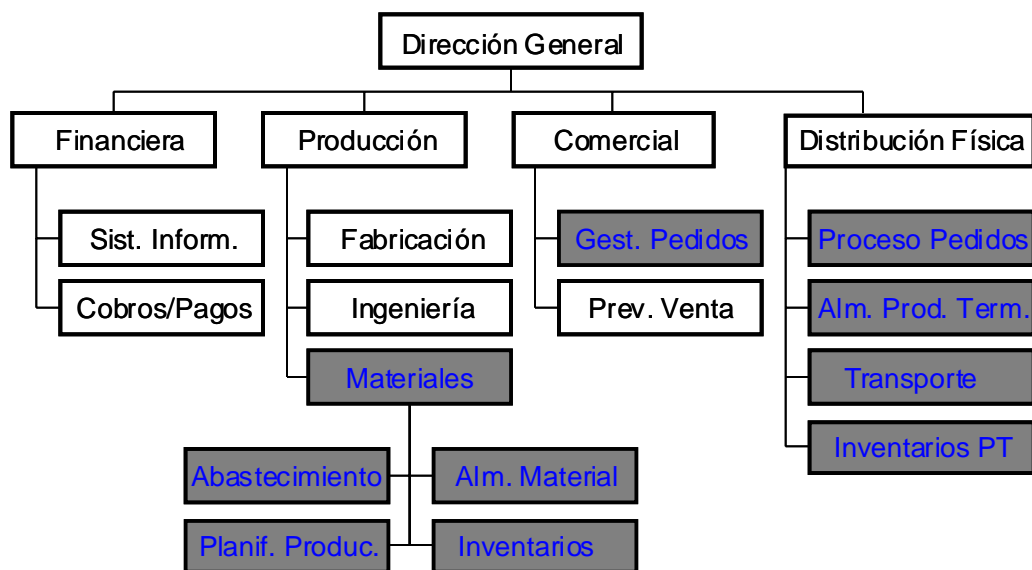 Dirección General
Financiera
Producción
Comercial
Distribución Física
Sist. Inform.
Fabricación
Gest. Pedidos
Proceso Pedidos
Cobros/Pagos
Ingeniería
Prev. Venta
Alm. Prod. Term.
Materiales
Transporte
Inventarios PT
Abastecimiento
Alm. Material
Planif. Produc.
Inventarios